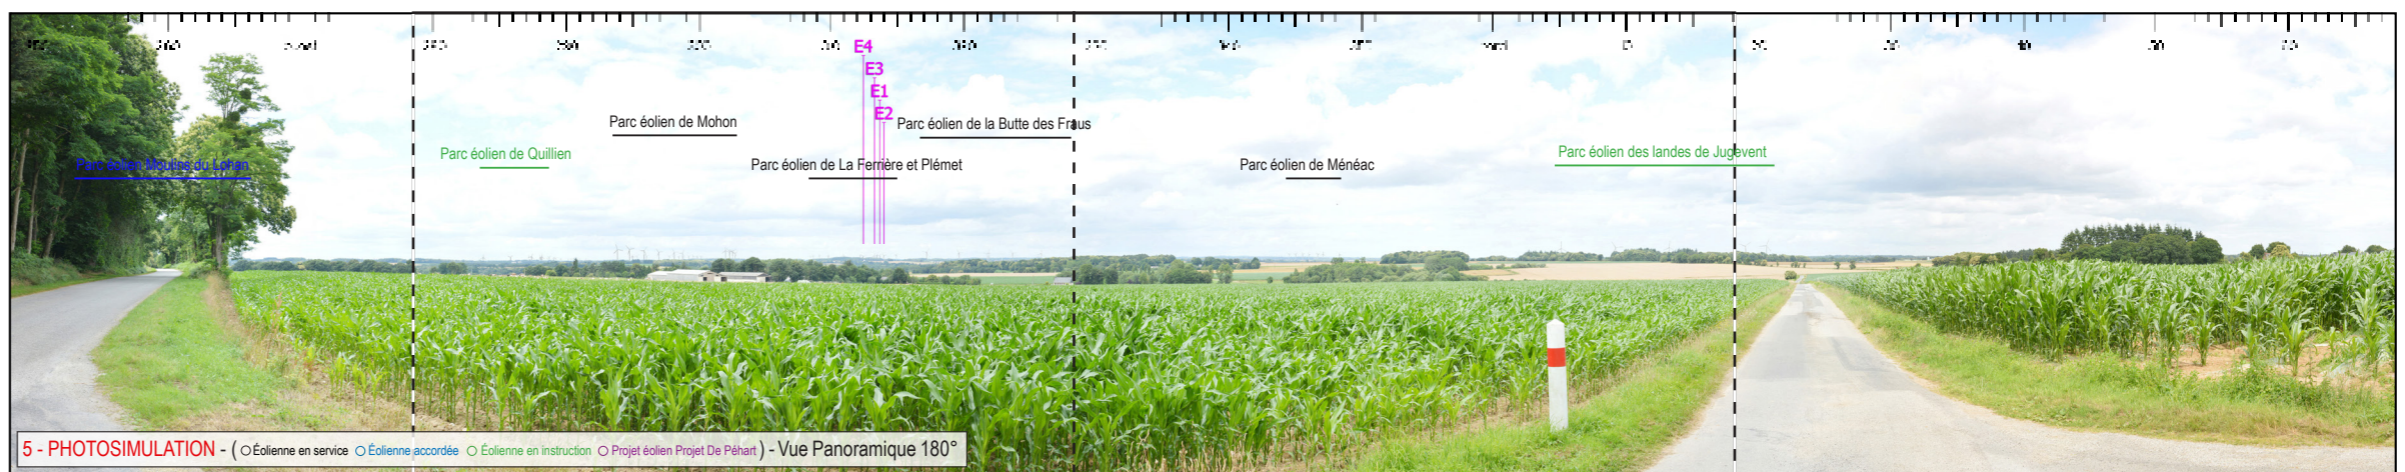 E4
E3
E1
E2
Parc éolien de Mohon
Parc éolien de la Butte des Fraus
Parc éolien Moulins du Lohan
Parc éolien de Quillien
Parc éolien de La Ferrière et Plémet
Parc éolien de Ménéac
Parc éolien des landes de Jugevent
5 - PHOTOSIMULATION - ( Éolienne en service Éolienne accordée Éolienne en instruction Projet éolien Projet De Péhart ) - Vue Panoramique 180°